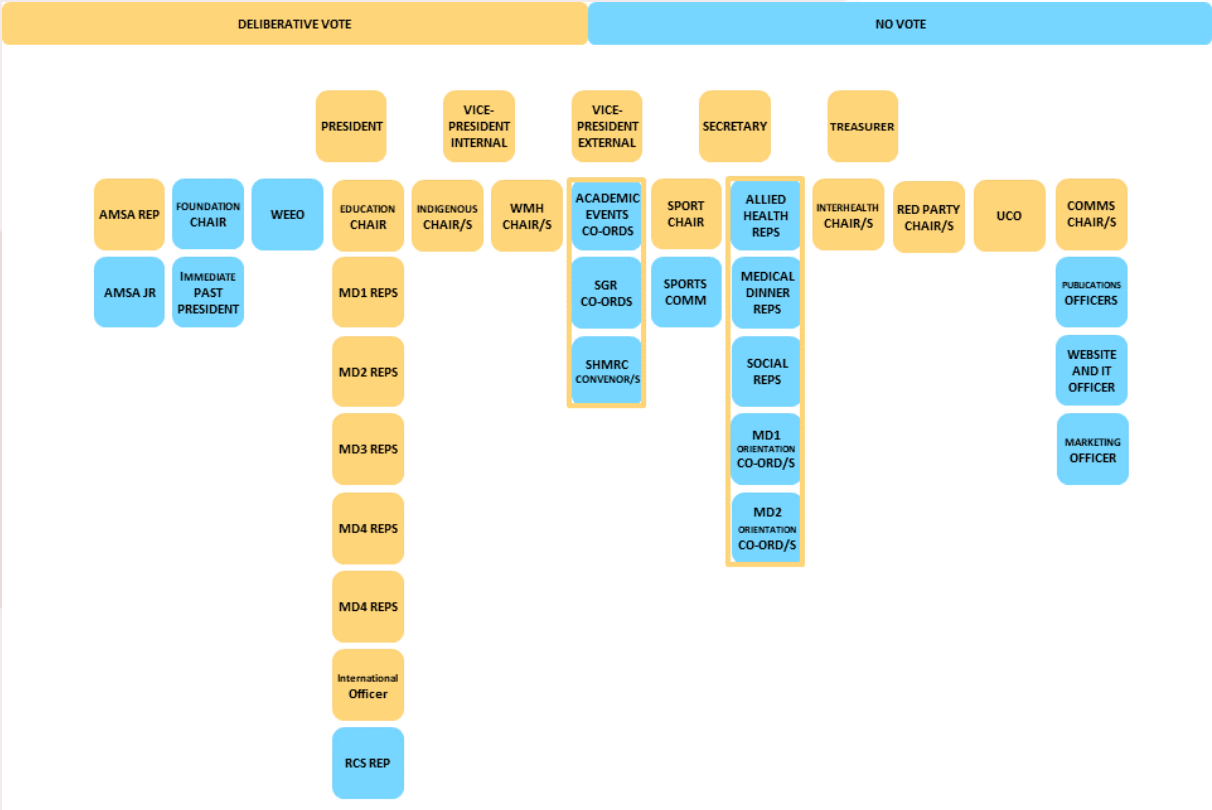 DELIBERATIVE VOTE
NO VOTE
PRESIDENT
VICE-
PRESIDENT
INTERNAL
VICE-
PRESIDENT
EXTERNAL
SECRETARY
TREASURER
AMSA REP
FOUNDATION
CHAIR
WEEO
EDUCATION
CHAIR
INDIGENOUS
CHAIR/S
WMH
CHAIR/S
ACADEMIC
EVENTS
CO-ORDS
SPORT
CHAIR
ALLIED
HEALTH
REPS
INTERHEALTH
CHAIR/S
RED PARTY
CHAIR/S
UCO
COMMS
CHAIR/S
AMSA JR
IMMEDIATE
PAST
PRESIDENT
MD1 REPS
SGR
CO-ORDS
SPORTS
COMM
MEDICAL
DINNER
REPS
PUBLICATIONS
OFFICERS
MD2 REPS
SHMRC
CONVENOR/S
SOCIAL
REPS
WEBSITE
AND IT
OFFICER
MD3 REPS
MD1
ORIENTATION
CO-ORD/S
MARKETING
OFFICER
MD4 REPS
MD2
ORIENTATION
CO-ORD/S
MD4 REPS
International
Officer
RCS REP